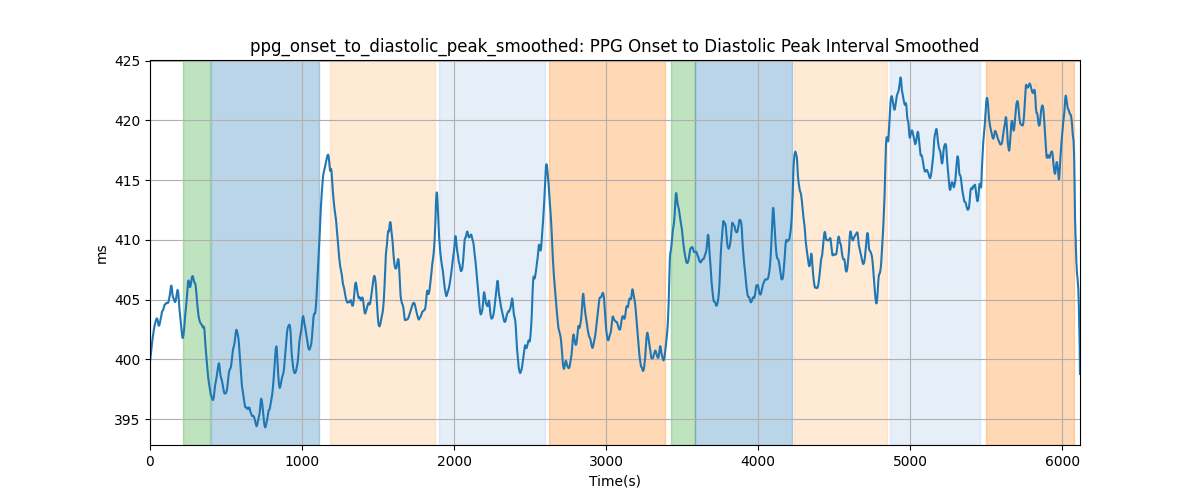 ppg_onset_to_diastolic_peak_smoothed: PPG Onset to Diastolic Peak Interval Smoothed
425
420
415
410
405
400
395
ms
0 1000 2000 3000 4000 5000 6000
Time(s)